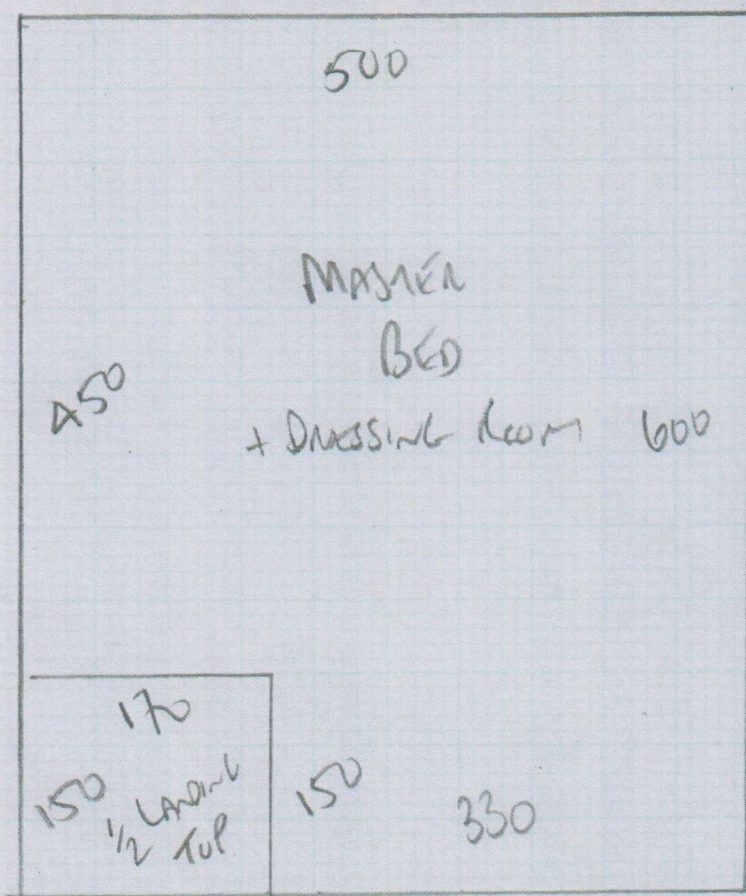 500
MASTER
BED
450
+ DRESSING ROOM 600
170
150
1/2 LANDING
TOP
150
330